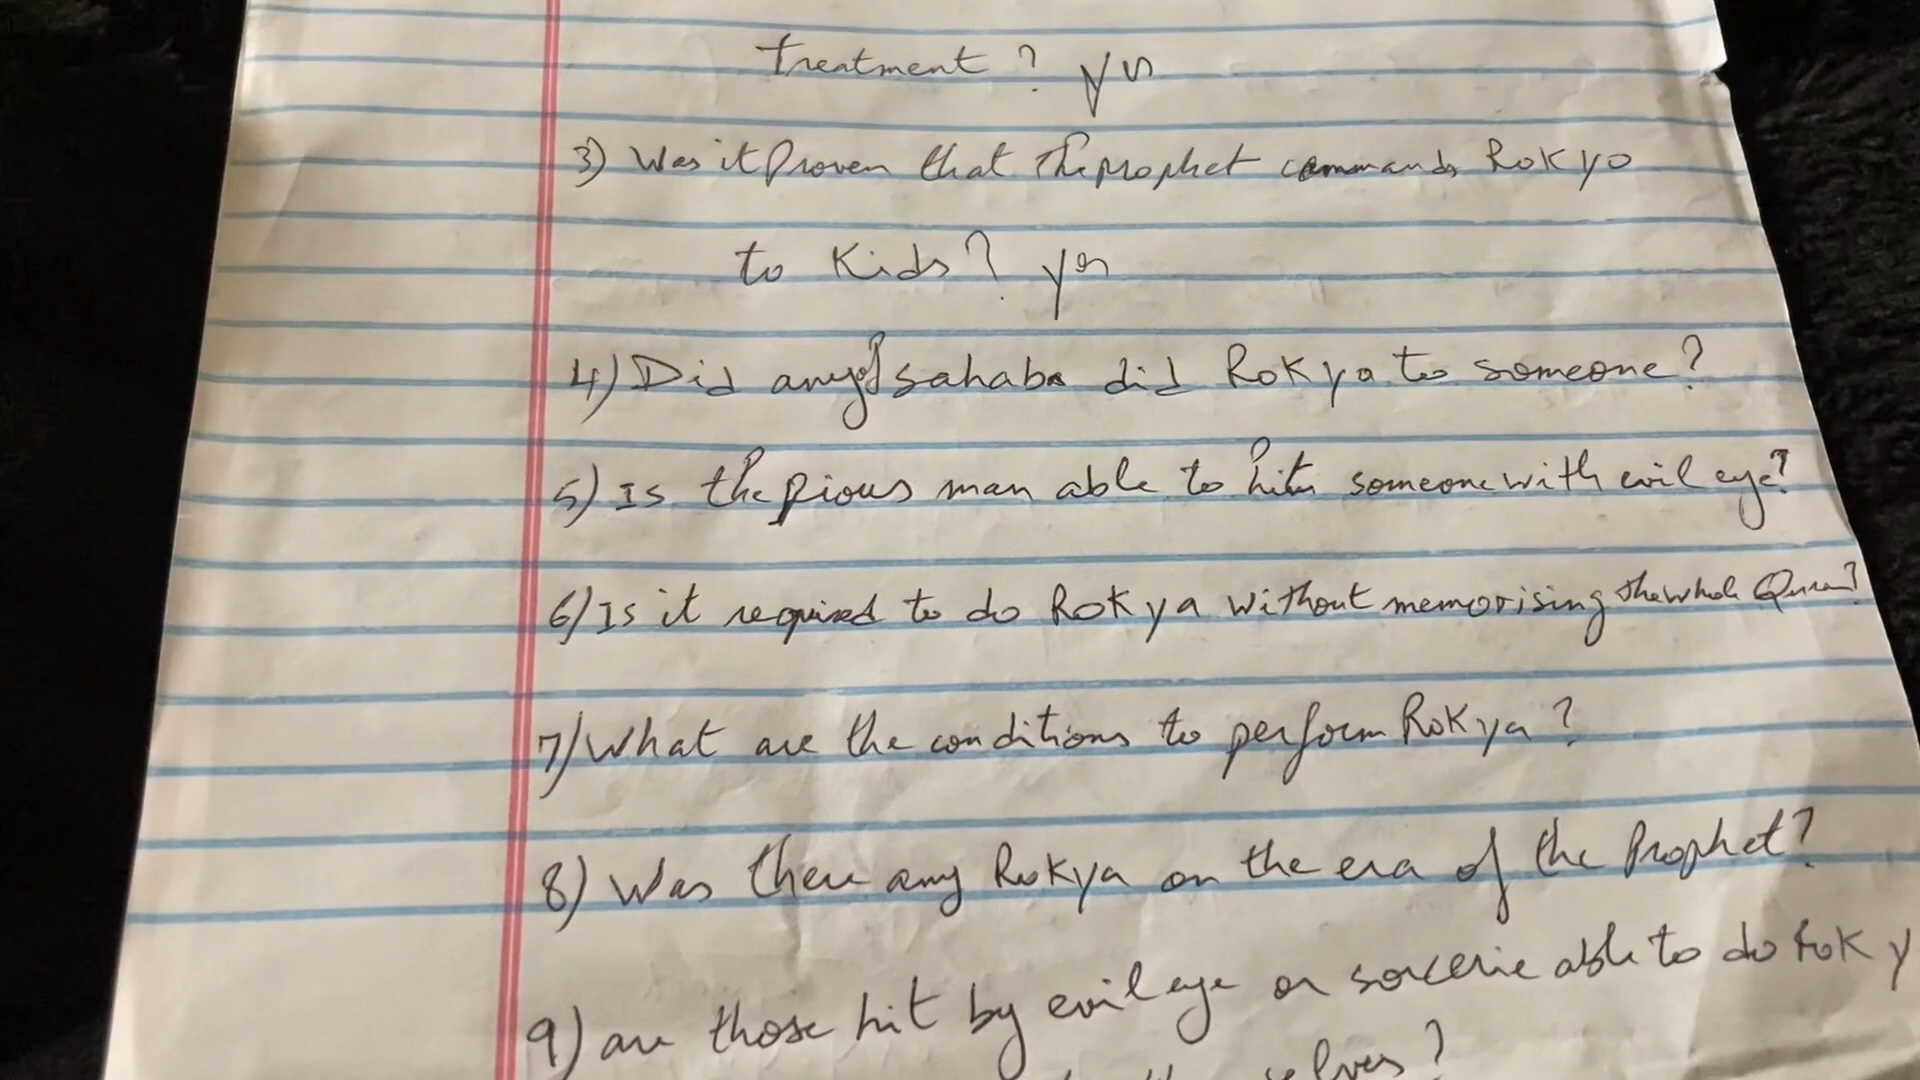 Treatment? yes
3) Was it Proven that the prophet commands Rokya
to Kids? yes
4) Did any of sahaba did Rokya to someone?
5) Is the pious man able to hit someone with evil eye?
6) Is it required to do Rokya without memorising the whole Quran?
7) What are the conditions to perform Rokya?
8) Was there any Rokya on the era of the Prophet?
9) are those hit by evil eye or sorcerie able to do Roky